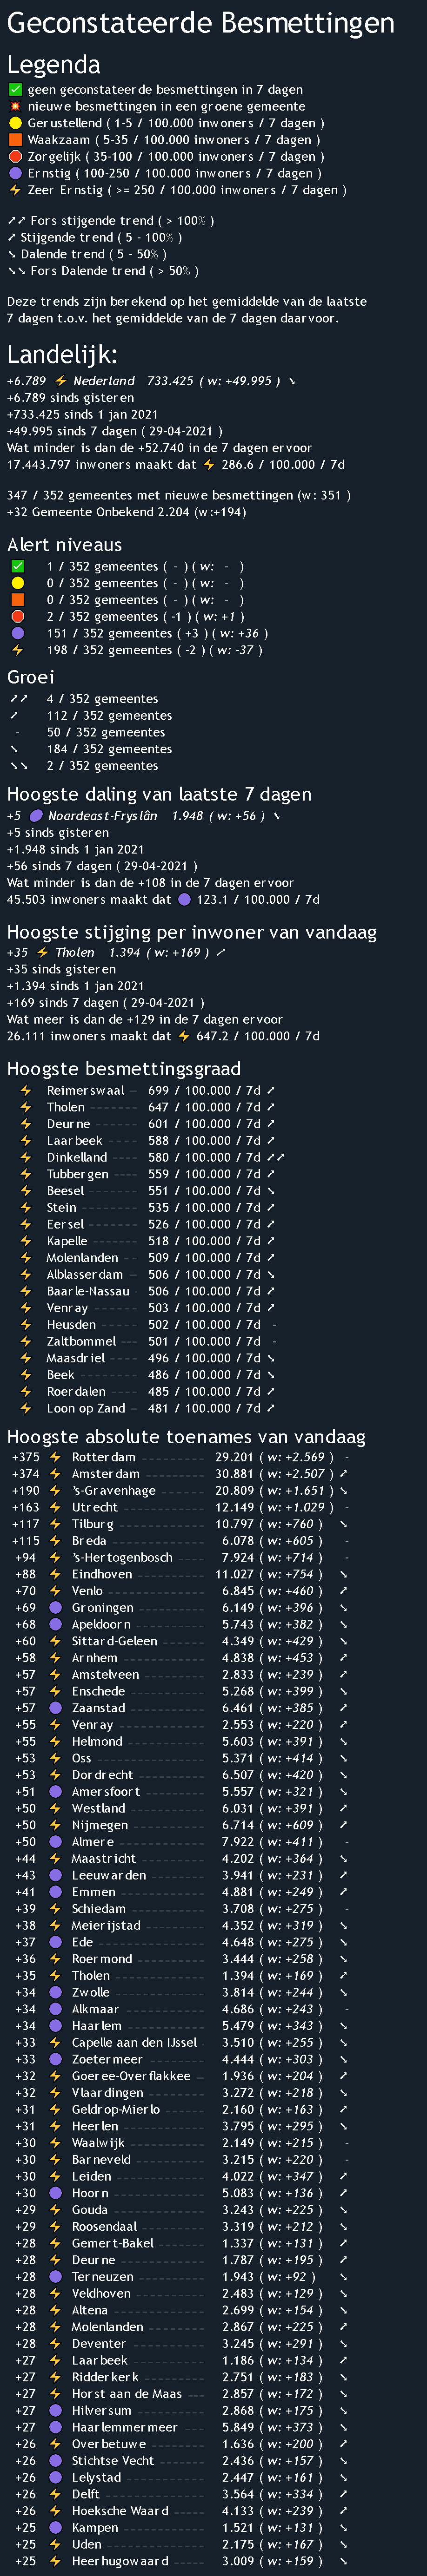 Geconstateerde Besmettingen
Legenda
✅ geen geconstateerde besmettingen in 7 dagen
💥 nieuwe besmettingen in een groene gemeente
🟡 Gerustellend ( 1-5 / 100.000 inwoners / 7 dagen )
🟧 Waakzaam ( 5-35 / 100.000 inwoners / 7 dagen )
🛑 Zorgelijk ( 35-100 / 100.000 inwoners / 7 dagen )
🟣 Ernstig ( 100-250 / 100.000 inwoners / 7 dagen )
⚡ Zeer Ernstig ( >= 250 / 100.000 inwoners / 7 dagen )
↗↗ Fors stijgende trend ( > 100% )
↗ Stijgende trend ( 5 - 100% )
↘ Dalende trend ( 5 - 50% )
↘↘ Fors Dalende trend ( > 50% )
Deze trends zijn berekend op het gemiddelde van de laatste
7 dagen t.o.v. het gemiddelde van de 7 dagen daarvoor.
Landelijk:
+6.789 ⚡ Nederland 733.425 ( w: +49.995 ) ↘
+6.789 sinds gisteren
+733.425 sinds 1 jan 2021
+49.995 sinds 7 dagen ( 29-04-2021 )
Wat minder is dan de +52.740 in de 7 dagen ervoor
17.443.797 inwoners maakt dat ⚡ 286.6 / 100.000 / 7d
347 / 352 gemeentes met nieuwe besmettingen (w: 351 )
+32 Gemeente Onbekend 2.204 (w:+194)
Alert niveaus
✅ 1 / 352 gemeentes ( - ) ( w: - )
🟡 0 / 352 gemeentes ( - ) ( w: - )
🟧 0 / 352 gemeentes ( - ) ( w: - )
🛑 2 / 352 gemeentes ( -1 ) ( w: +1 )
🟣 151 / 352 gemeentes ( +3 ) ( w: +36 )
⚡ 198 / 352 gemeentes ( -2 ) ( w: -37 )
Groei
↗↗ 4 / 352 gemeentes
↗ 112 / 352 gemeentes
- 50 / 352 gemeentes
↘ 184 / 352 gemeentes
↘↘ 2 / 352 gemeentes
Hoogste daling van laatste 7 dagen
+5 🟣 Noardeast-Fryslân 1.948 ( w: +56 ) ↘
+5 sinds gisteren
+1.948 sinds 1 jan 2021
+56 sinds 7 dagen ( 29-04-2021 )
Wat minder is dan de +108 in de 7 dagen ervoor
45.503 inwoners maakt dat 🟣 123.1 / 100.000 / 7d
Hoogste stijging per inwoner van vandaag
+35 ⚡ Tholen 1.394 ( w: +169 ) ↗
+35 sinds gisteren
+1.394 sinds 1 jan 2021
+169 sinds 7 dagen ( 29-04-2021 )
Wat meer is dan de +129 in de 7 dagen ervoor
26.111 inwoners maakt dat ⚡ 647.2 / 100.000 / 7d
Hoogste besmettingsgraad
⚡ Reimerswaal 699 / 100.000 / 7d ↗
⚡ Tholen 647 / 100.000 / 7d ↗
⚡ Deurne 601 / 100.000 / 7d ↗
⚡ Laarbeek 588 / 100.000 / 7d ↗
⚡ Dinkelland 580 / 100.000 / 7d ↗↗
⚡ Tubbergen 559 / 100.000 / 7d ↗
⚡ Beesel 551 / 100.000 / 7d ↘
⚡ Stein 535 / 100.000 / 7d ↗
⚡ Eersel 526 / 100.000 / 7d ↗
⚡ Kapelle 518 / 100.000 / 7d ↗
⚡ Molenlanden 509 / 100.000 / 7d ↗
⚡ Alblasserdam 506 / 100.000 / 7d ↘
⚡ Baarle-Nassau 506 / 100.000 / 7d ↗
⚡ Venray 503 / 100.000 / 7d ↗
⚡ Heusden 502 / 100.000 / 7d -
⚡ Zaltbommel 501 / 100.000 / 7d -
⚡ Maasdriel 496 / 100.000 / 7d ↘
⚡ Beek 486 / 100.000 / 7d ↘
⚡ Roerdalen 485 / 100.000 / 7d ↗
⚡ Loon op Zand 481 / 100.000 / 7d ↗
Hoogste absolute toenames van vandaag
+375 ⚡ Rotterdam 29.201 ( w: +2.569 ) -
+374 ⚡ Amsterdam 30.881 ( w: +2.507 ) ↗
+190 ⚡ 's-Gravenhage 20.809 ( w: +1.651 ) ↘
+163 ⚡ Utrecht 12.149 ( w: +1.029 ) -
+117 ⚡ Tilburg 10.797 ( w: +760 ) ↘
+115 ⚡ Breda 6.078 ( w: +605 ) -
+94 ⚡ 's-Hertogenbosch 7.924 ( w: +714 ) -
+88 ⚡ Eindhoven 11.027 ( w: +754 ) ↘
+70 ⚡ Venlo 6.845 ( w: +460 ) ↗
+69 🟣 Groningen 6.149 ( w: +396 ) ↘
+68 🟣 Apeldoorn 5.743 ( w: +382 ) ↘
+60 ⚡ Sittard-Geleen 4.349 ( w: +429 ) ↘
+58 ⚡ Arnhem 4.838 ( w: +453 ) ↗
+57 ⚡ Amstelveen 2.833 ( w: +239 ) ↗
+57 ⚡ Enschede 5.268 ( w: +399 ) ↘
+57 🟣 Zaanstad 6.461 ( w: +385 ) ↗
+55 ⚡ Venray 2.553 ( w: +220 ) ↗
+55 ⚡ Helmond 5.603 ( w: +391 ) ↘
+53 ⚡ Oss 5.371 ( w: +414 ) ↘
+53 ⚡ Dordrecht 6.507 ( w: +420 ) ↘
+51 🟣 Amersfoort 5.557 ( w: +321 ) ↘
+50 ⚡ Westland 6.031 ( w: +391 ) ↗
+50 ⚡ Nijmegen 6.714 ( w: +609 ) ↗
+50 🟣 Almere 7.922 ( w: +411 ) -
+44 ⚡ Maastricht 4.202 ( w: +364 ) ↘
+43 🟣 Leeuwarden 3.941 ( w: +231 ) ↗
+41 🟣 Emmen 4.881 ( w: +249 ) ↗
+39 ⚡ Schiedam 3.708 ( w: +275 ) -
+38 ⚡ Meierijstad 4.352 ( w: +319 ) ↘
+37 🟣 Ede 4.648 ( w: +275 ) ↘
+36 ⚡ Roermond 3.444 ( w: +258 ) ↘
+35 ⚡ Tholen 1.394 ( w: +169 ) ↗
+34 🟣 Zwolle 3.814 ( w: +244 ) ↘
+34 🟣 Alkmaar 4.686 ( w: +243 ) -
+34 🟣 Haarlem 5.479 ( w: +343 ) ↘
+33 ⚡ Capelle aan den IJssel 3.510 ( w: +255 ) ↘
+33 🟣 Zoetermeer 4.444 ( w: +303 ) ↘
+32 ⚡ Goeree-Overflakkee 1.936 ( w: +204 ) ↗
+32 ⚡ Vlaardingen 3.272 ( w: +218 ) ↘
+31 ⚡ Geldrop-Mierlo 2.160 ( w: +163 ) ↗
+31 ⚡ Heerlen 3.795 ( w: +295 ) ↘
+30 ⚡ Waalwijk 2.149 ( w: +215 ) -
+30 ⚡ Barneveld 3.215 ( w: +220 ) -
+30 ⚡ Leiden 4.022 ( w: +347 ) ↗
+30 🟣 Hoorn 5.083 ( w: +136 ) ↗
+29 ⚡ Gouda 3.243 ( w: +225 ) ↘
+29 ⚡ Roosendaal 3.319 ( w: +212 ) ↘
+28 ⚡ Gemert-Bakel 1.337 ( w: +131 ) ↗
+28 ⚡ Deurne 1.787 ( w: +195 ) ↗
+28 🟣 Terneuzen 1.943 ( w: +92 ) ↘
+28 ⚡ Veldhoven 2.483 ( w: +129 ) ↘
+28 ⚡ Altena 2.699 ( w: +154 ) ↘
+28 ⚡ Molenlanden 2.867 ( w: +225 ) ↗
+28 ⚡ Deventer 3.245 ( w: +291 ) ↘
+27 ⚡ Laarbeek 1.186 ( w: +134 ) ↗
+27 ⚡ Ridderkerk 2.751 ( w: +183 ) ↘
+27 ⚡ Horst aan de Maas 2.857 ( w: +172 ) ↘
+27 🟣 Hilversum 2.868 ( w: +175 ) ↘
+27 🟣 Haarlemmermeer 5.849 ( w: +373 ) ↘
+26 ⚡ Overbetuwe 1.636 ( w: +200 ) ↗
+26 🟣 Stichtse Vecht 2.436 ( w: +157 ) ↘
+26 🟣 Lelystad 2.447 ( w: +161 ) ↘
+26 ⚡ Delft 3.564 ( w: +334 ) ↗
+26 ⚡ Hoeksche Waard 4.133 ( w: +239 ) ↗
+25 🟣 Kampen 1.521 ( w: +131 ) ↘
+25 ⚡ Uden 2.175 ( w: +167 ) ↘
+25 ⚡ Heerhugowaard 3.009 ( w: +159 ) ↘